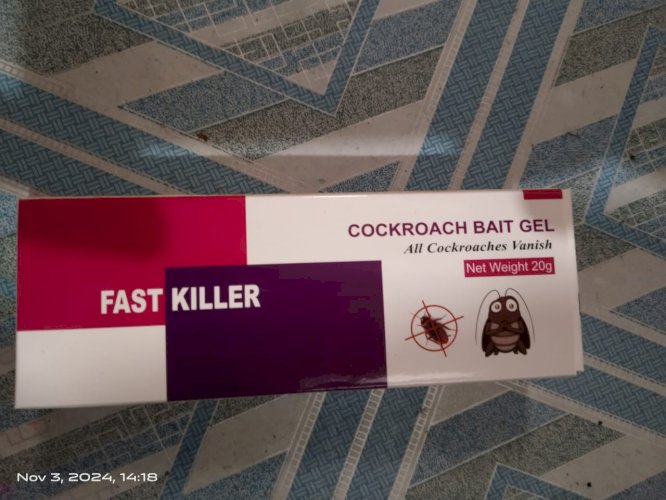 COCKROACH BAIT GEL
All Cockroaches Vanish
Net Weight 20g
FAST KILLER
Nov 3, 2024, 14:18